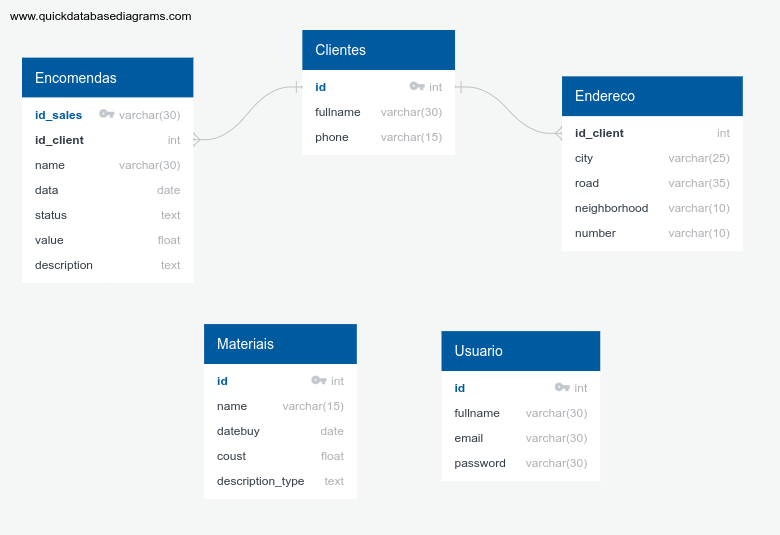 www.quickdatabasediagrams.com
Encomendas
id_sales varchar(30)
id_client int
name varchar(30)
data date
status text
value float
description text
Clientes
id int
fullname varchar(30)
phone varchar(15)
Endereco
id_client int
city varchar(25)
road varchar(35)
neighborhood varchar(10)
number varchar(10)
Materiais
id int
name varchar(15)
datebuy date
coust float
description_type text
Usuario
id int
fullname varchar(30)
email varchar(30)
password varchar(30)